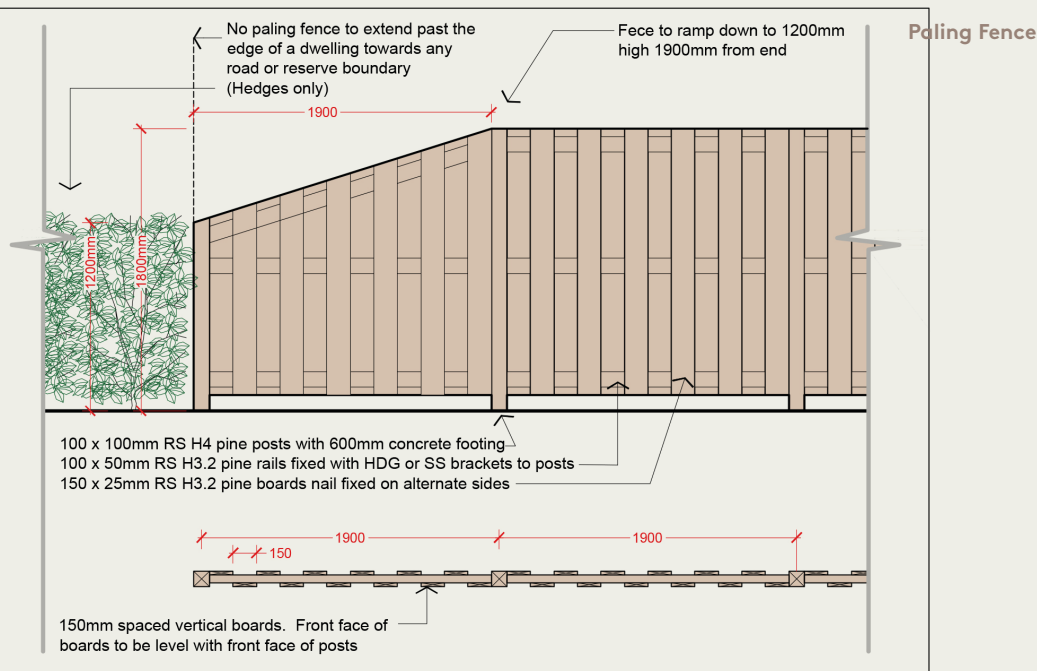 Paling Fence
No paling fence to extend past the
edge of a dwelling towards any
road or reserve boundary
(Hedges only)
Fece to ramp down to 1200mm
high 1900mm from end
1900
1200mm
1800mm
100 x 100mm RS H4 pine posts with 600mm concrete footing
100 x 50mm RS H3.2 pine rails fixed with HDG or SS brackets to posts
150 x 25mm RS H3.2 pine boards nail fixed on alternate sides
1900
1900
150
150mm spaced vertical boards.  Front face of
boards to be level with front face of posts